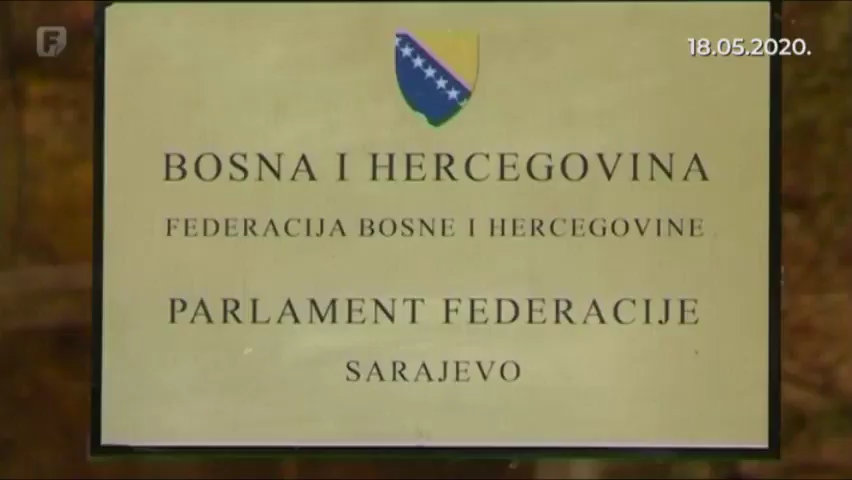 18.05.2020.
BOSNA I HERCEGOVINA
FEDERACIJA BOSNE I HERCEGOVINE
PARLAMENT FEDERACIJE
SARAJEVO